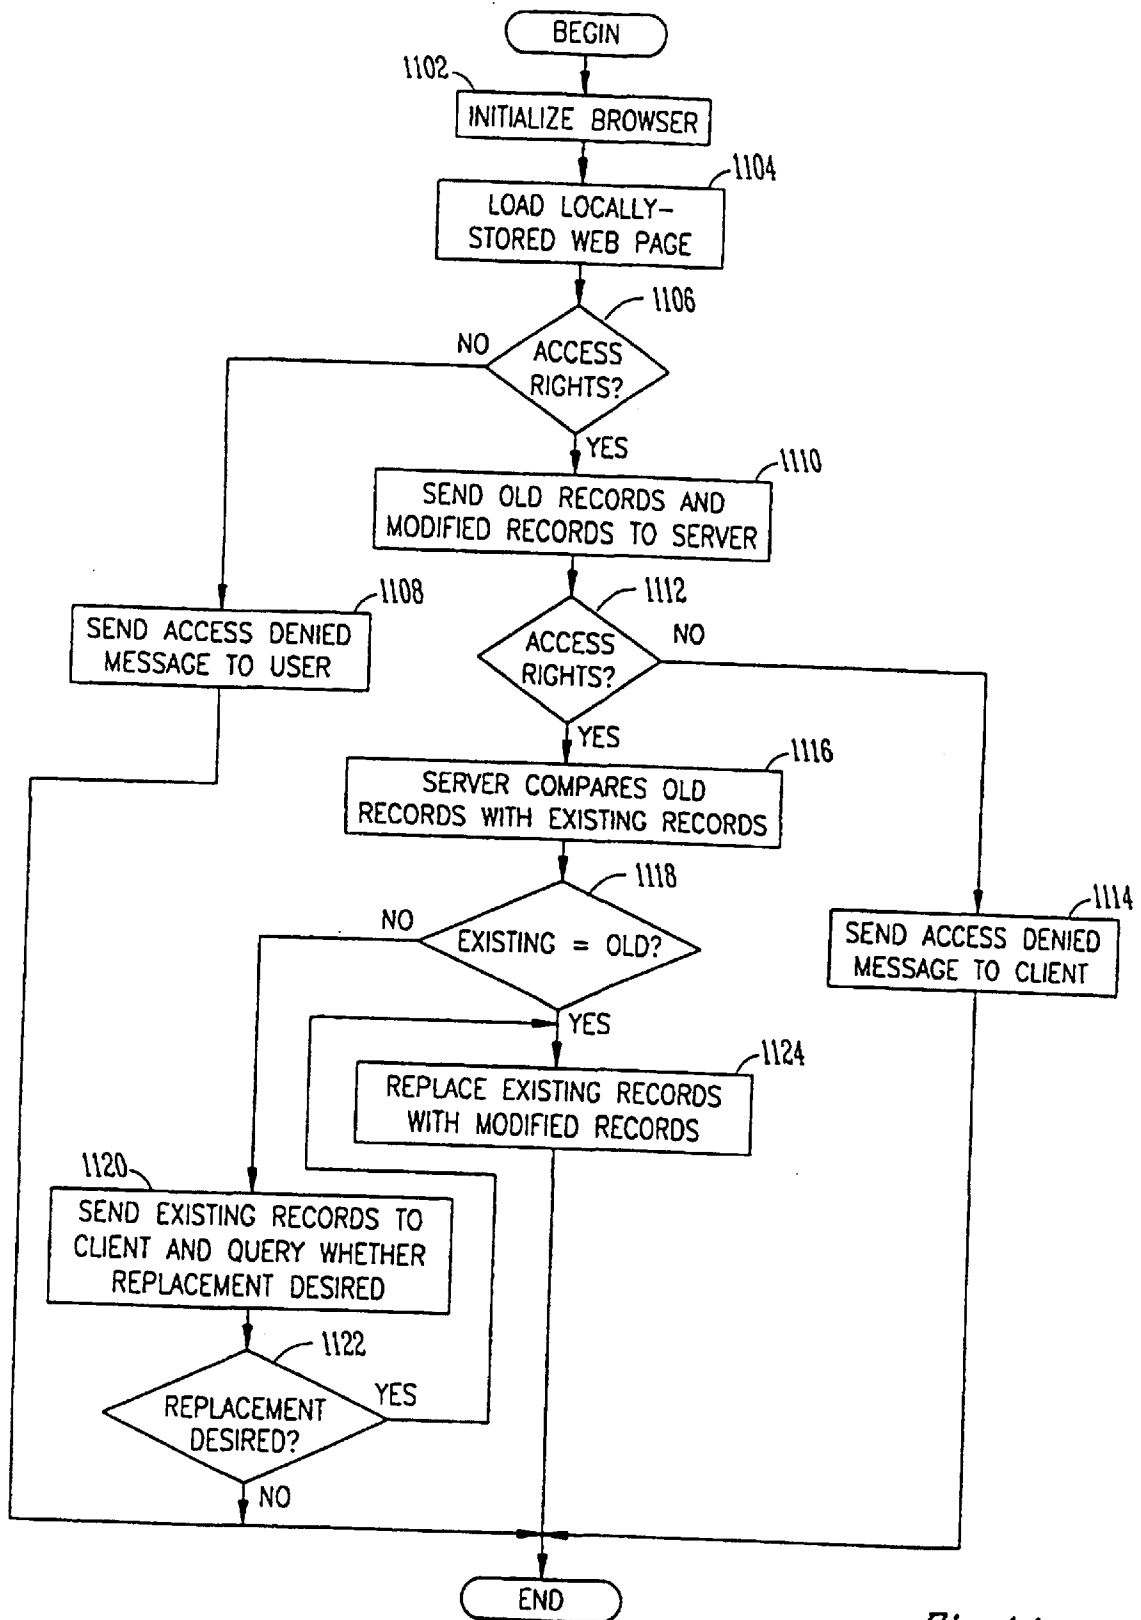 BEGIN
1102
INITIALIZE BROWSER
1104
LOAD LOCALLY-
STORED WEB PAGE
1106
NO
ACCESS
RIGHTS?
YES
1110
SEND OLD RECORDS AND
MODIFIED RECORDS TO SERVER
1108
SEND ACCESS DENIED
MESSAGE TO USER
1112
NO
ACCESS
RIGHTS?
YES
1116
SERVER COMPARES OLD
RECORDS WITH EXISTING RECORDS
1118
NO
EXISTING = OLD?
YES
1114
SEND ACCESS DENIED
MESSAGE TO CLIENT
1124
REPLACE EXISTING RECORDS
WITH MODIFIED RECORDS
1120
SEND EXISTING RECORDS TO
CLIENT AND QUERY WHETHER
REPLACEMENT DESIRED
1122
YES
REPLACEMENT
DESIRED?
NO
END